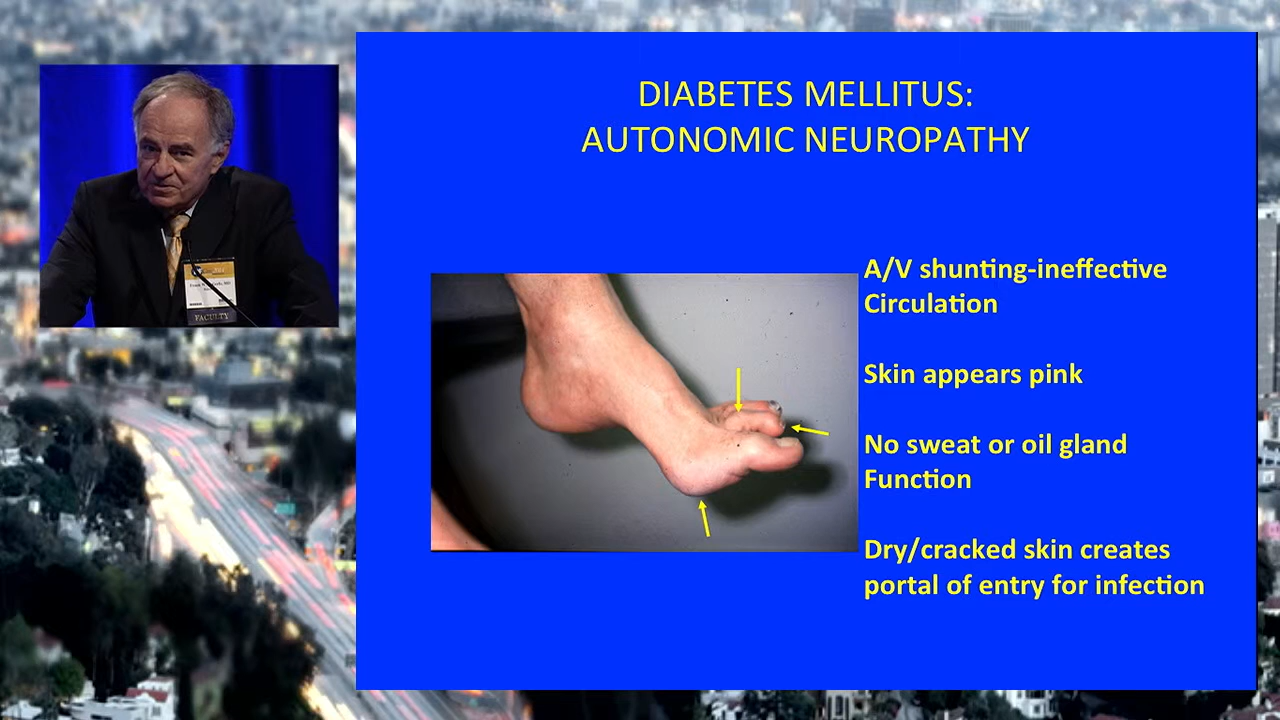 DIABETES MELLITUS:
AUTONOMIC NEUROPATHY
A/V shunting-ineffective
Circulation
Skin appears pink
No sweat or oil gland
Function
Dry/cracked skin creates
portal of entry for infection
FACULTY